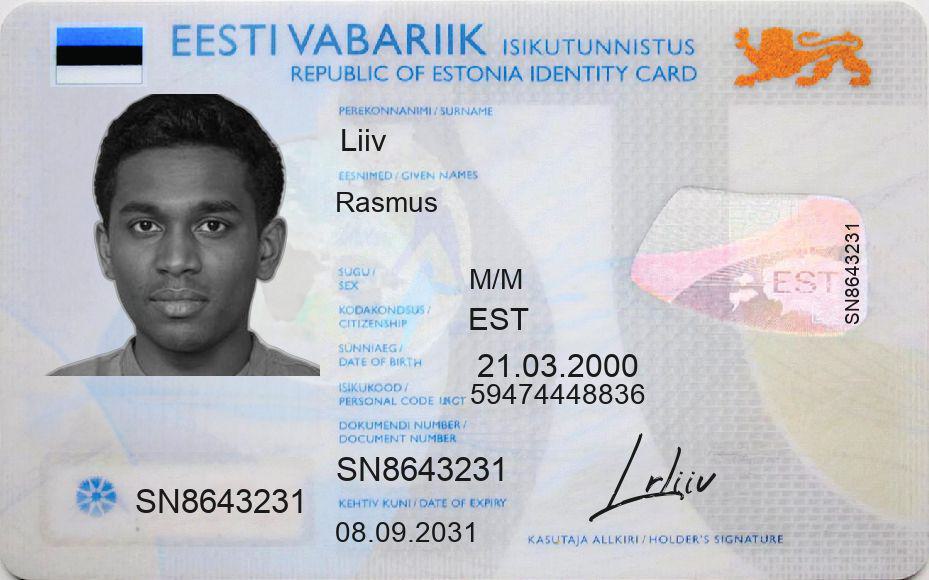 EESTI VABARIIK ISIKUTUNNISTUS
REPUBLIC OF ESTONIA IDENTITY CARD
PEREKONNANIMI / SURNAME
Liiv
EESNIMED / GIVEN NAMES
Rasmus
SUGU /
SEX
M/M
KODAKONDSUS /
CITIZENSHIP
EST
SÜNNIAEG /
DATE OF BIRTH
21.03.2000
ISIKUKOOD /
PERSONAL CODE
59474448836
DOKUMENDI NUMBER /
DOCUMENT NUMBER
SN8643231
KEHTIV KUNI / DATE OF EXPIRY
08.09.2031
SN8643231
EST
SN8643231
KASUTAJA ALLKIRI / HOLDER'S SIGNATURE